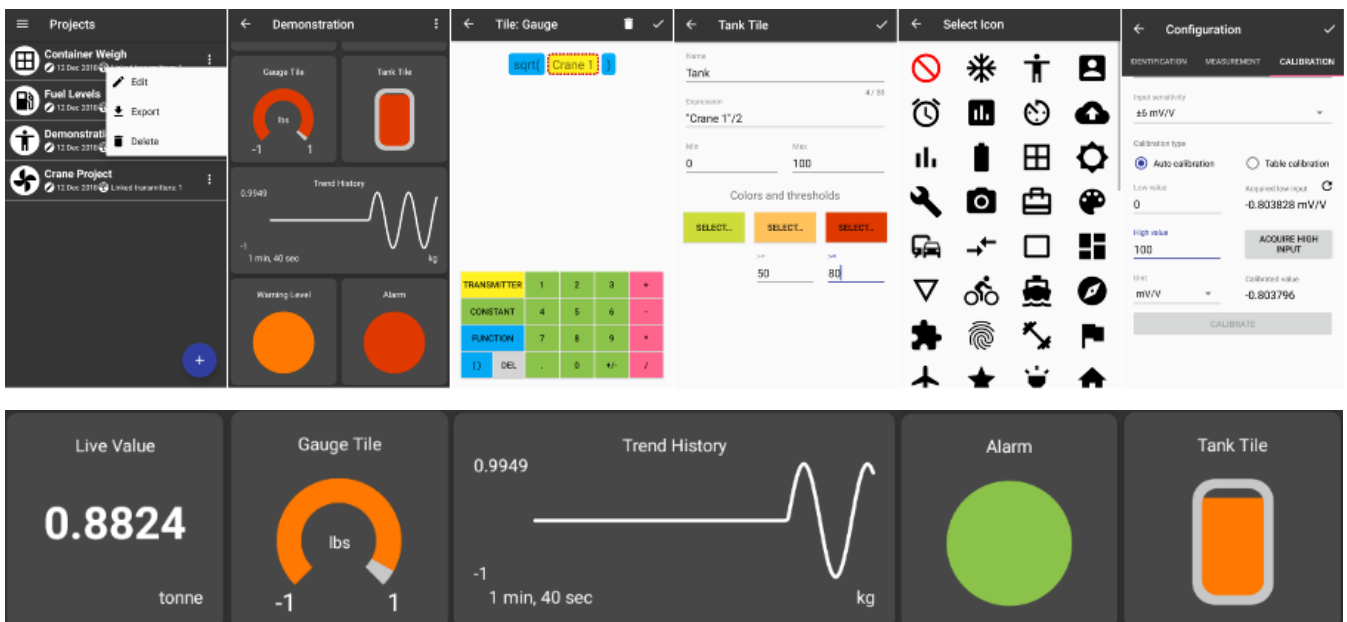 Projects
Container Weigh
12 Dec 2018 Linked transmitters: 1
Edit
Fuel Levels
12 Dec 2018
Export
Demonstrati
12 Dec 2018
Delete
Crane Project
12 Dec 2018 Linked transmitters: 1
+
Demonstration
Gauge Tile
Tank Tile
lbs
-1 1
Trend History
0.9949
-1
1 min, 40 sec kg
Warning Level
Alarm
Tile: Gauge
sqrt( Crane 1 )
TRANSMITTER 1 2 3 +
CONSTANT 4 5 6 -
FUNCTION 7 8 9 *
( ) DEL . 0 +/- /
Tank Tile
Name
Tank
4 / 30
Expression
"Crane 1"/2
Min Max
0 100
Colors and thresholds
SELECT... SELECT... SELECT...
>= >=
50 80
Select Icon
Configuration
IDENTIFICATION MEASUREMENT CALIBRATION
Input sensitivity
±6 mV/V
Calibration type
Auto calibration Table calibration
Low value Acquired low input
0 -0.803828 mV/V
High value
100
ACQUIRE HIGH
INPUT
Unit Calibrated value
mV/V -0.803796
CALIBRATE
Live Value
0.8824
tonne
Gauge Tile
lbs
-1 1
Trend History
0.9949
-1
1 min, 40 sec kg
Alarm
Tank Tile